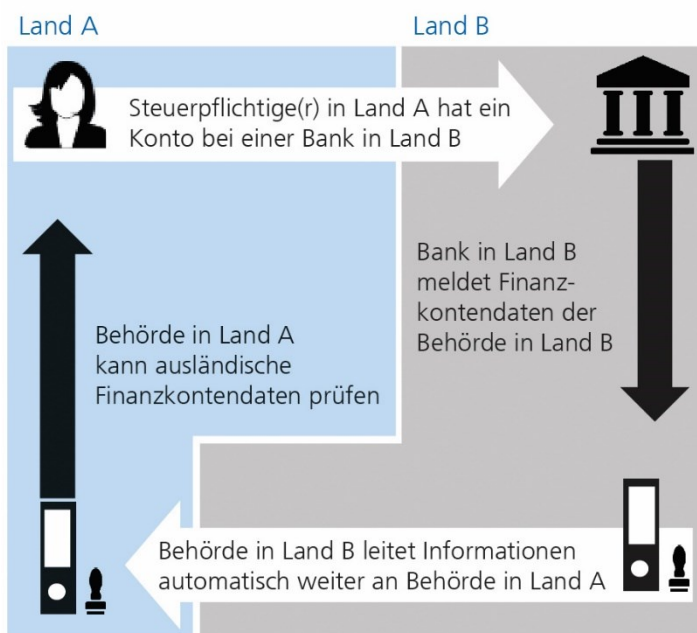 Land A
Land B
Steuerpflichtige(r) in Land A hat ein
Konto bei einer Bank in Land B
Bank in Land B
meldet Finanz-
kontendaten der
Behörde in Land B
Behörde in Land A
kann ausländische
Finanzkontendaten prüfen
Behörde in Land B leitet Informationen
automatisch weiter an Behörde in Land A